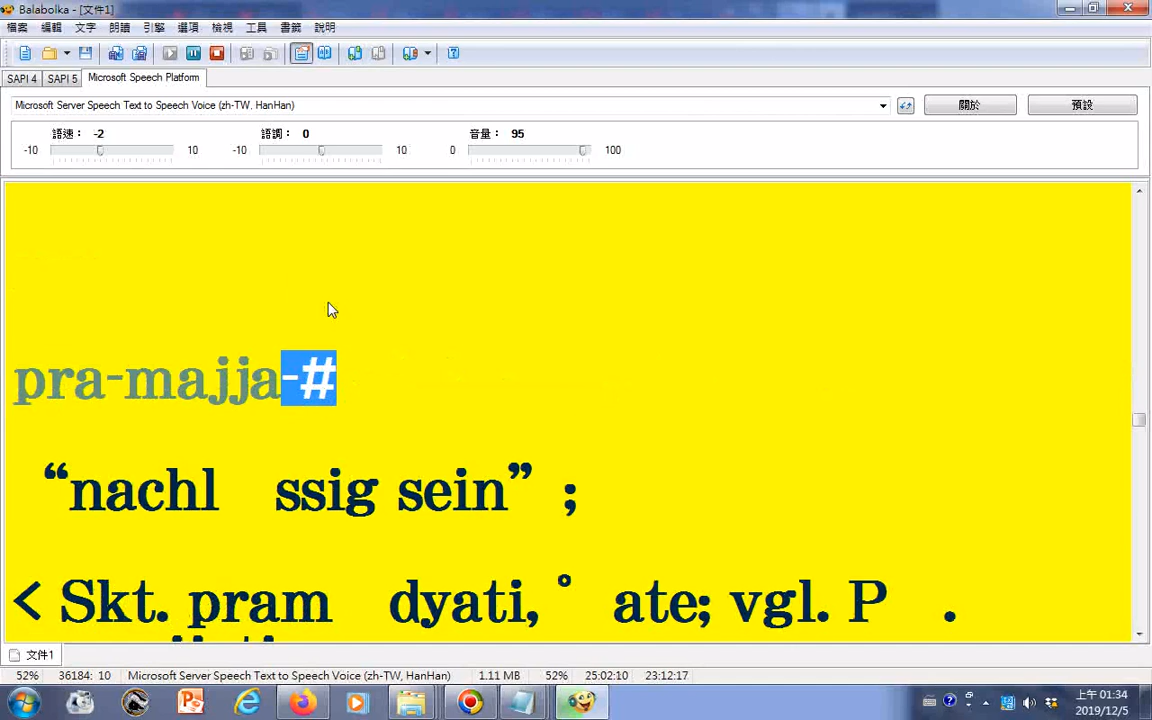 Balabolka - [文件1]
檔案 編輯 文字 朗讀 引擎 選項 檢視 工具 書籤 說明
SAPI 4 SAPI 5 Microsoft Speech Platform
Microsoft Server Speech Text to Speech Voice (zh-TW, HanHan) 關於 預設
語速： -2 語調： 0 音量： 95
-10 10 -10 10 0 100
pra-majja-#
“nachl ssig sein” ;
< Skt. pram dyati, ° ate; vgl. P .
文件1
52% 36184: 10 Microsoft Server Speech Text to Speech Voice (zh-TW, HanHan) 1.11 MB 52% 25:02:10 23:12:17
上午 01:34
2019/12/5